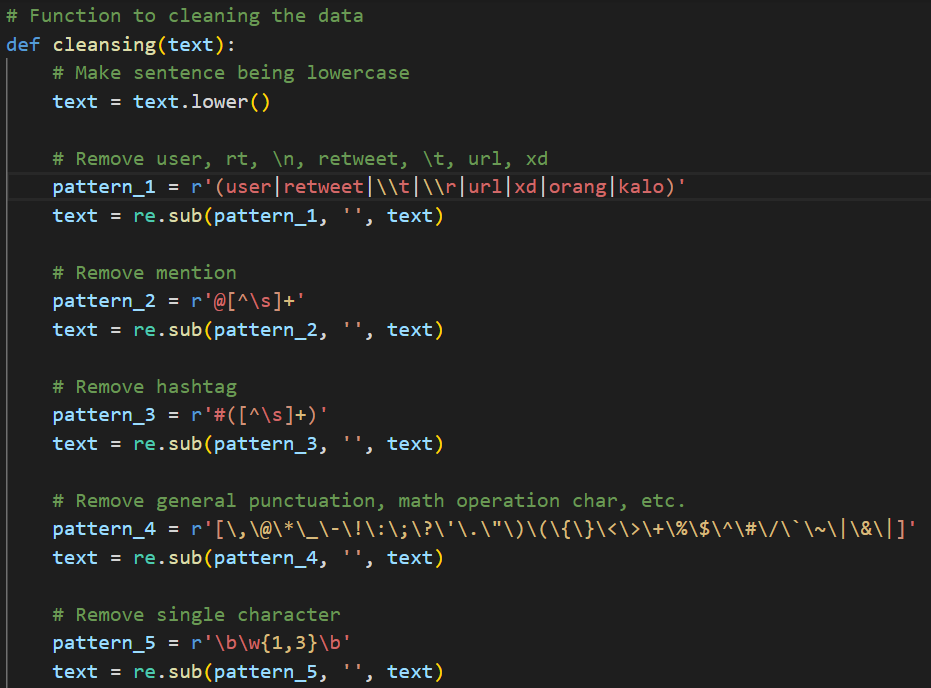 # Function to cleaning the data
def cleansing(text):
    # Make sentence being lowercase
    text = text.lower()

    # Remove user, rt, \n, retweet, \t, url, xd
    pattern_1 = r'(user|retweet|\\t|\\r|url|xd|orang|kalo)'
    text = re.sub(pattern_1, '', text)

    # Remove mention
    pattern_2 = r'@[^\s]+'
    text = re.sub(pattern_2, '', text)

    # Remove hashtag
    pattern_3 = r'#([^\s]+)'
    text = re.sub(pattern_3, '', text)

    # Remove general punctuation, math operation char, etc.
    pattern_4 = r'[\,\@\*\_\-\!\:\;\?\'\.\"\)\(\{\}\<\>\+\%\$\^\#\/\`\~\|\&\|]'
    text = re.sub(pattern_4, '', text)

    # Remove single character
    pattern_5 = r'\b\w{1,3}\b'
    text = re.sub(pattern_5, '', text)